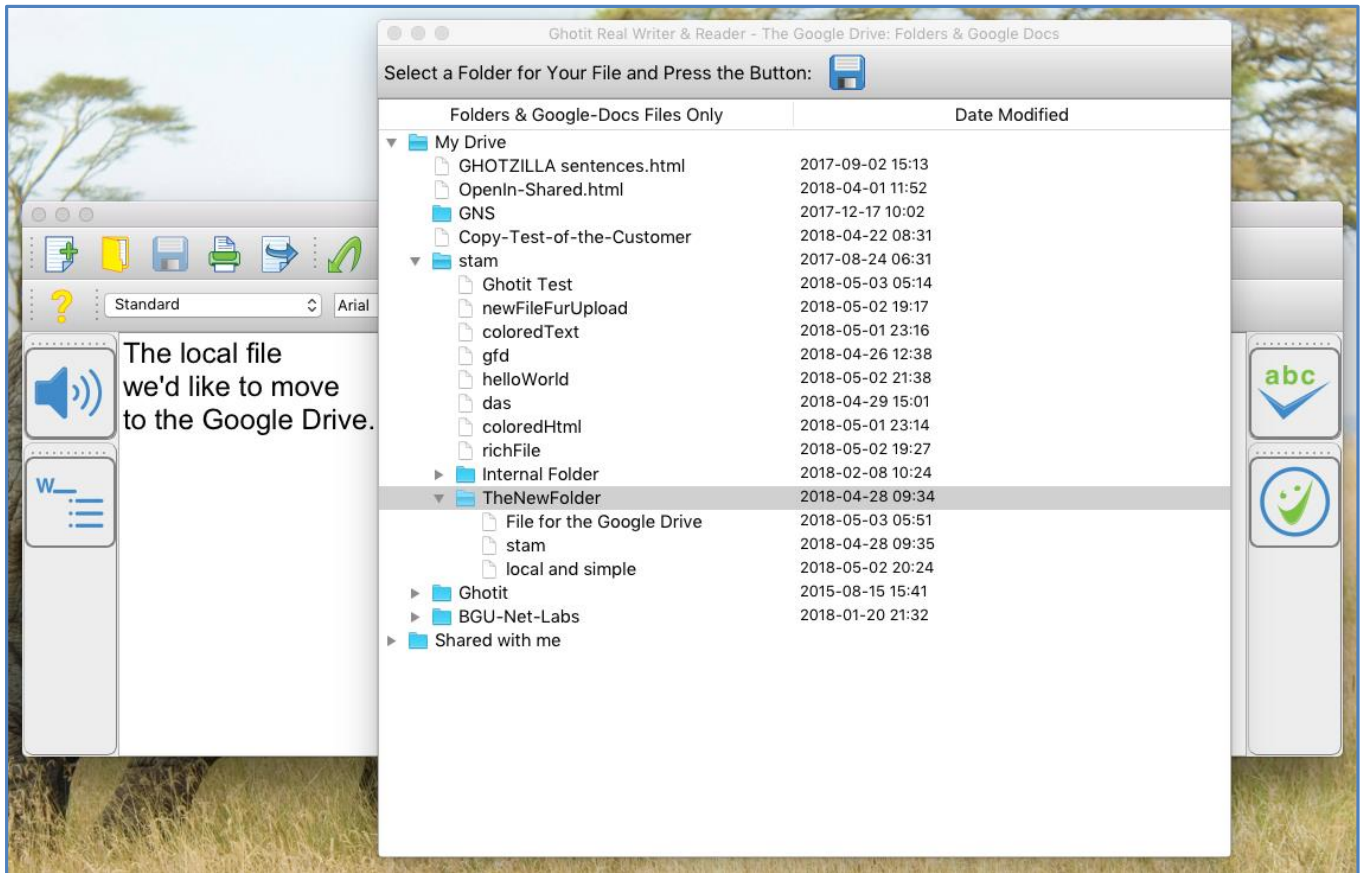 Ghotit Real Writer & Reader - The Google Drive: Folders & Google Docs
Select a Folder for Your File and Press the Button:
Folders & Google-Docs Files Only Date Modified
My Drive
GHOTZILLA sentences.html 2017-09-02 15:13
OpenIn-Shared.html 2018-04-01 11:52
GNS 2017-12-17 10:02
Copy-Test-of-the-Customer 2018-04-22 08:31
stam 2017-08-24 06:31
Ghotit Test 2018-05-03 05:14
newFileFurUpload 2018-05-02 19:17
coloredText 2018-05-01 23:16
gfd 2018-04-26 12:38
helloWorld 2018-05-02 21:38
das 2018-04-29 15:01
coloredHtml 2018-05-01 23:14
richFile 2018-05-02 19:27
Internal Folder 2018-02-08 10:24
TheNewFolder 2018-04-28 09:34
File for the Google Drive 2018-05-03 05:51
stam 2018-04-28 09:35
local and simple 2018-05-02 20:24
Ghotit 2015-08-15 15:41
BGU-Net-Labs 2018-01-20 21:32
Shared with me
Standard Arial
The local file
we'd like to move
to the Google Drive.
W
abc